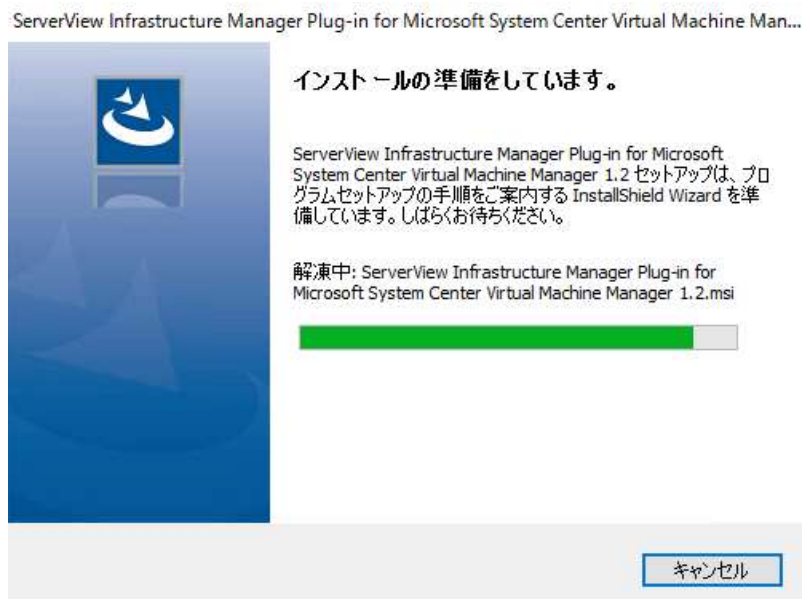 ServerView Infrastructure Manager Plug-in for Microsoft System Center Virtual Machine Man...
インストールの準備をしています。
ServerView Infrastructure Manager Plug-in for Microsoft
System Center Virtual Machine Manager 1.2 セットアップは、プロ
グラムセットアップの手順をご案内する InstallShield Wizard を準
備しています。しばらくお待ちください。
解凍中: ServerView Infrastructure Manager Plug-in for
Microsoft System Center Virtual Machine Manager 1.2.msi
キャンセル